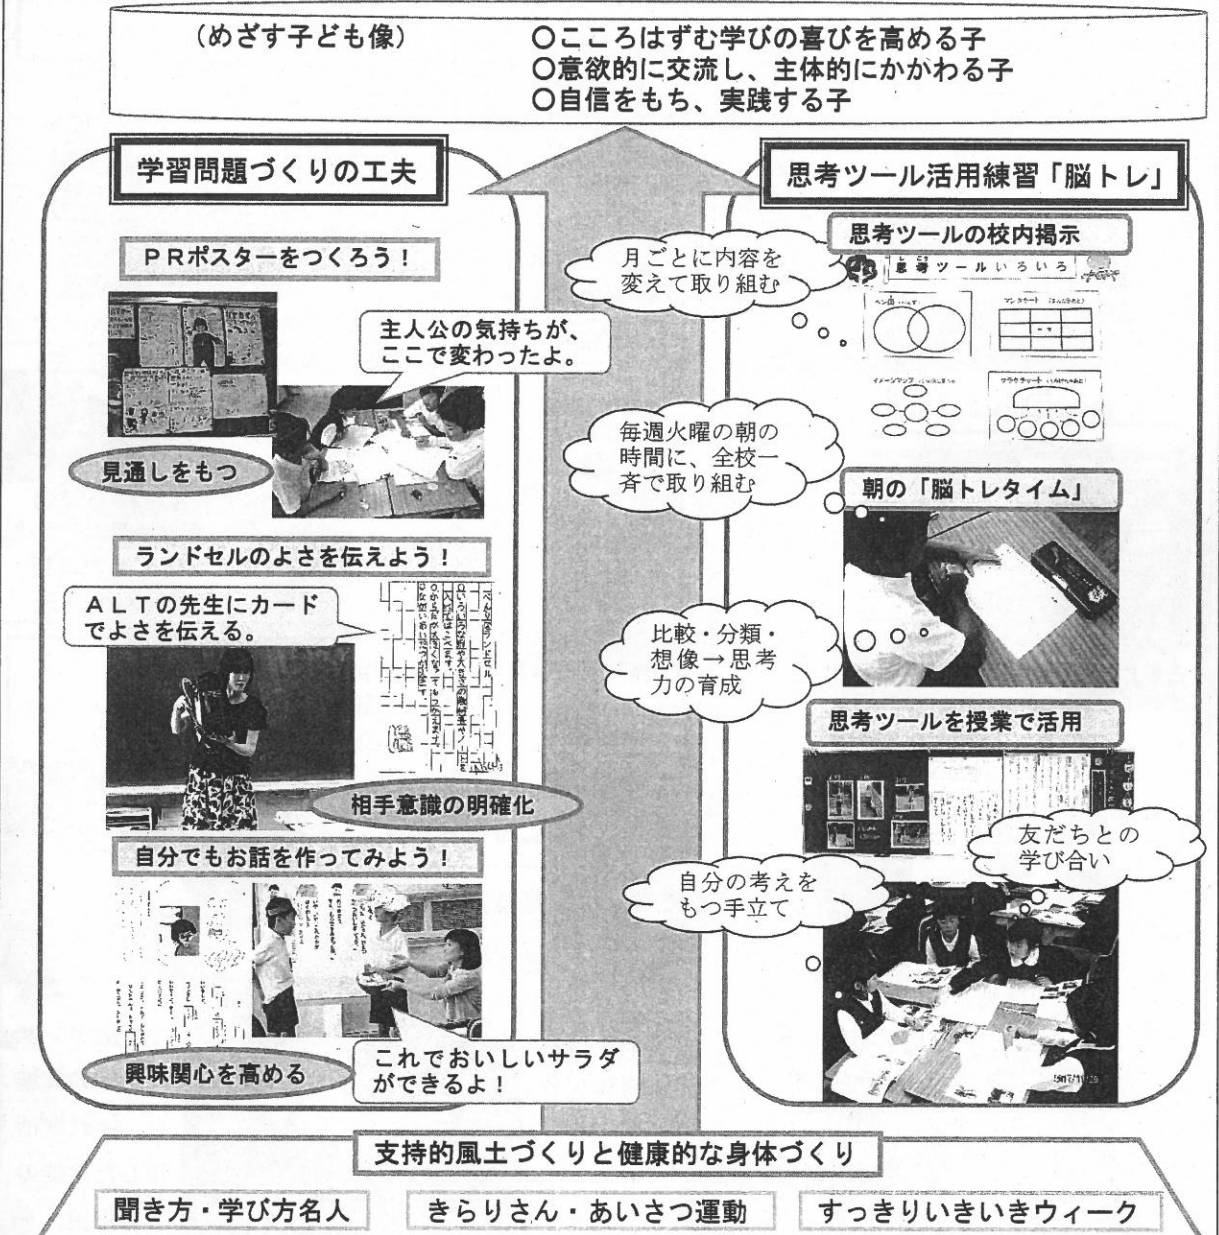 (めざす子ども像)
○こころはずむ学びの喜びを高める子
○意欲的に交流し、主体的にかかわる子
○自信をもち、実践する子
学習問題づくりの工夫
PRポスターをつくろう！
主人公の気持ちが、
ここで変わったよ。
見通しをもつ
ランドセルのよさを伝えよう！
ALTの先生にカード
でよさを伝える。
相手意識の明確化
自分でもお話を作ってみよう！
興味関心を高める
これでおいしいサラダ
ができるよ！
思考ツール活用練習「脳トレ」
思考ツールの校内掲示
月ごとに内容を
変えて取り組む
思考ツールいろいろ
ベン図
イメージマップ
毎週火曜の朝の
時間に、全校一
斉で取り組む
朝の「脳トレタイム」
比較・分類・
想像→思考
力の育成
思考ツールを授業で活用
友だちとの
学び合い
自分の考えを
もつ手立て
支持的風土づくりと健康的な身体づくり
聞き方・学び方名人
きらりさん・あいさつ運動
すっきりいきいきウィーク